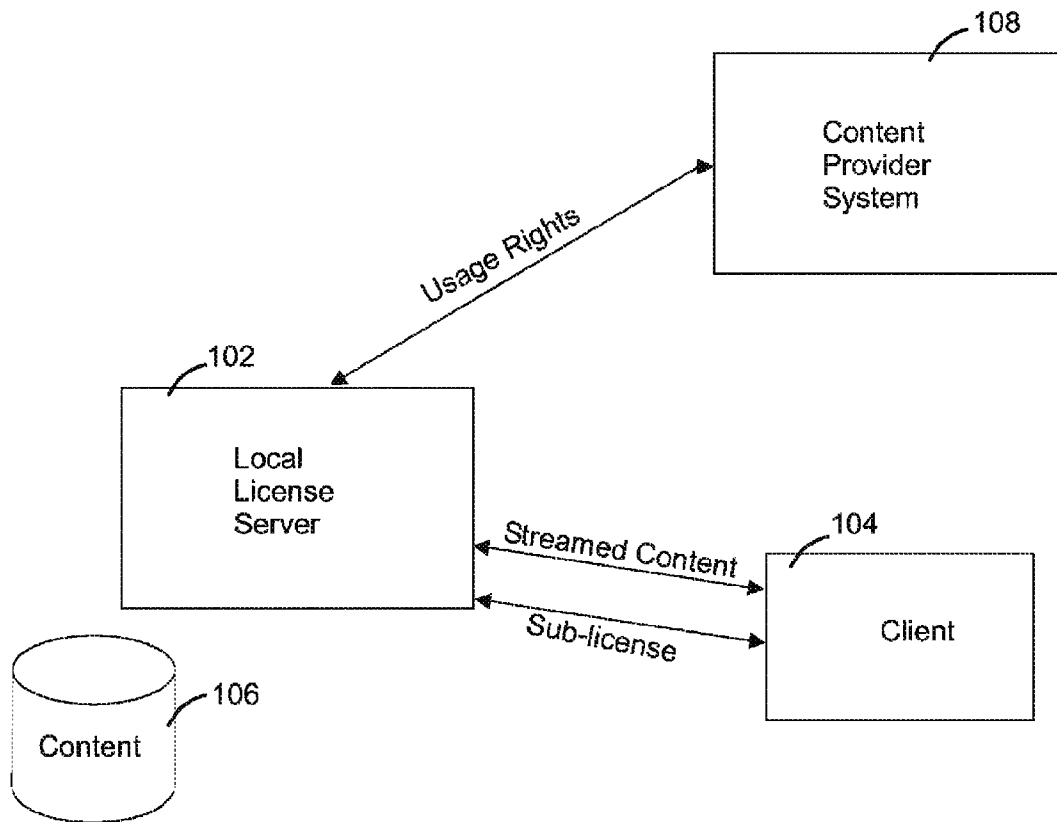 108
Content
Provider
System
Usage Rights
102
Local
License
Server
Streamed Content
Sub-license
104
Client
106
Content